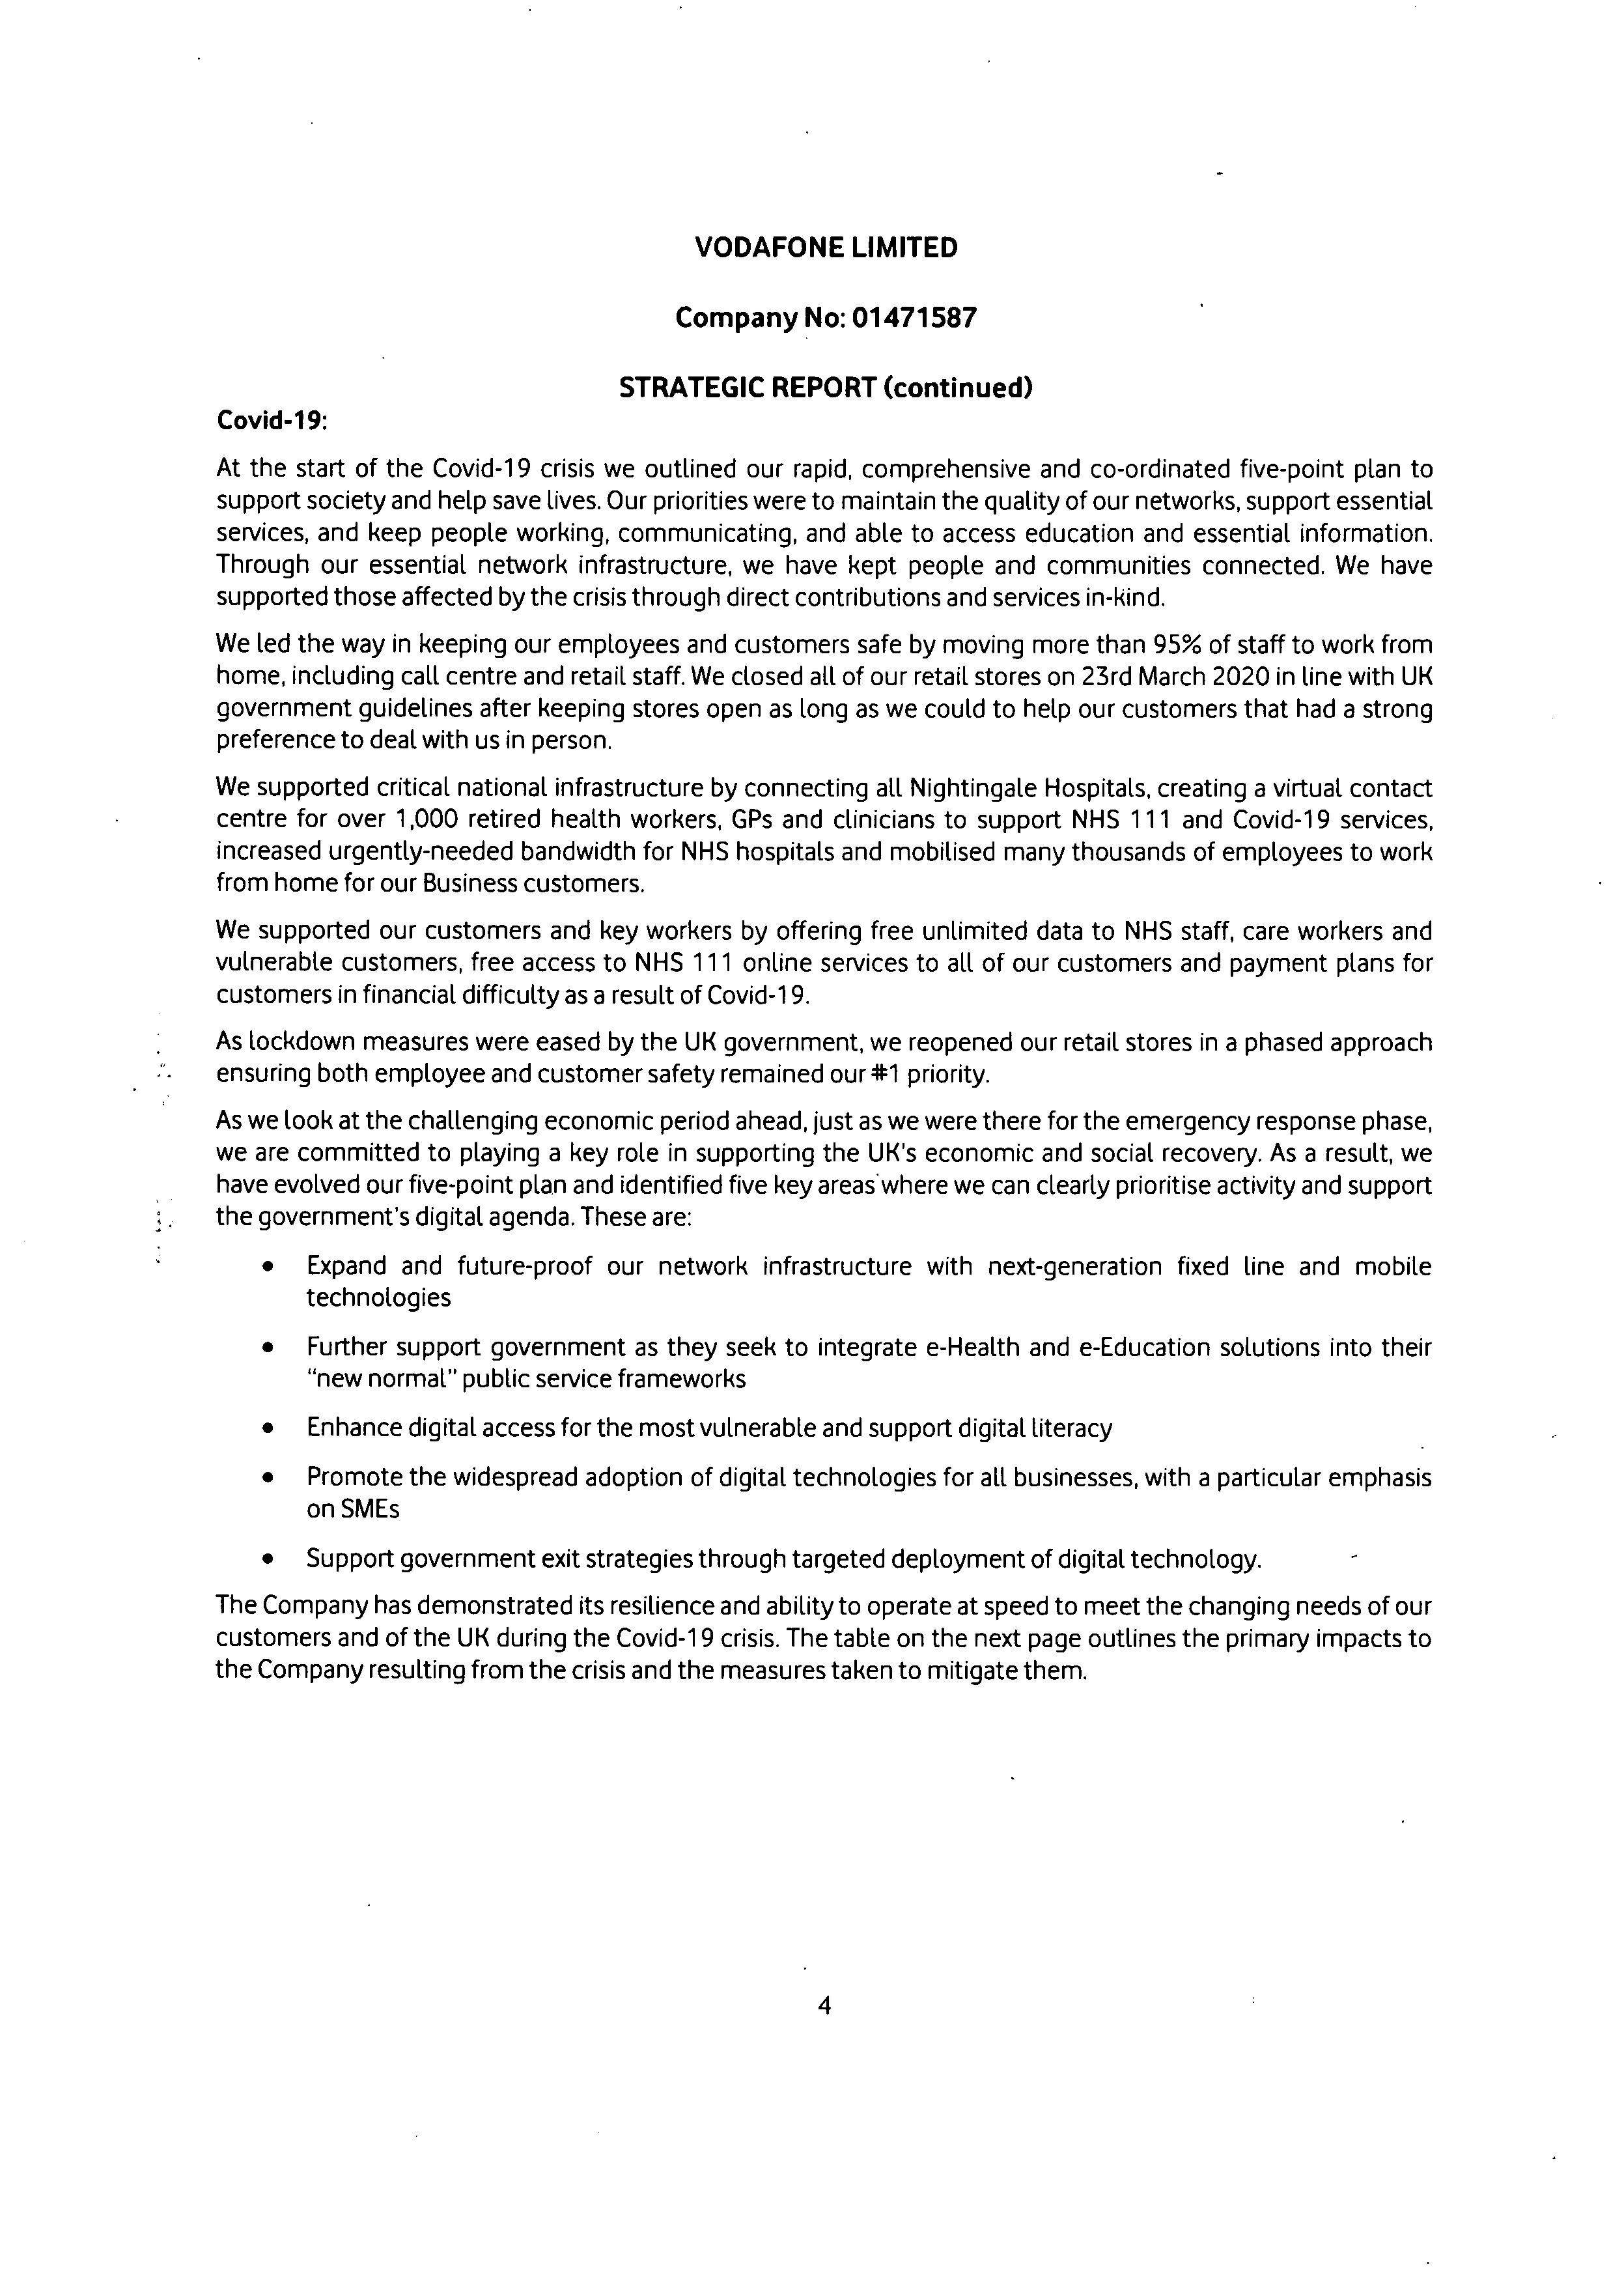 VODAFONE LIMITED
Company No: 01471587
STRATEGIC REPORT (continued)
Covid-19:
At the start of the Covid-19 crisis we outlined our rapid, comprehensive and co-ordinated five-point plan to
support society and help save lives. Our priorities were to maintain the quality of our networks, support essential
services, and keep people working, communicating, and able to access education and essential information.
Through our essential network infrastructure, we have kept people and communities connected. We have
supported those affected by the crisis through direct contributions and services in-kind.
We led the way in keeping our employees and customers safe by moving more than 95% of staff to work from
home, including call centre and retail staff. We closed all of our retail stores on 23rd March 2020 in line with UK
government guidelines after keeping stores open as long as we could to help our customers that had a strong
preference to deal with us in person.
We supported critical national infrastructure by connecting all Nightingale Hospitals, creating a virtual contact
centre for over 1,000 retired health workers, GPs and clinicians to support NHS 111 and Covid-19 services,
increased urgently-needed bandwidth for NHS hospitals and mobilised many thousands of employees to work
from home for our Business customers.
We supported our customers and key workers by offering free unlimited data to NHS staff, care workers and
vulnerable customers, free access to NHS 111 online services to all of our customers and payment plans for
customers in financial difficulty as a result of Covid-19.
As lockdown measures were eased by the UK government, we reopened our retail stores in a phased approach
ensuring both employee and customer safety remained our #1 priority.
As we look at the challenging economic period ahead, just as we were there for the emergency response phase,
we are committed to playing a key role in supporting the UK's economic and social recovery. As a result, we
have evolved our five-point plan and identified five key areas where we can clearly prioritise activity and support
the government's digital agenda. These are:
• Expand and future-proof our network infrastructure with next-generation fixed line and mobile
technologies
• Further support government as they seek to integrate e-Health and e-Education solutions into their
"new normal" public service frameworks
• Enhance digital access for the most vulnerable and support digital literacy
• Promote the widespread adoption of digital technologies for all businesses, with a particular emphasis
on SMEs
• Support government exit strategies through targeted deployment of digital technology.
The Company has demonstrated its resilience and ability to operate at speed to meet the changing needs of our
customers and of the UK during the Covid-19 crisis. The table on the next page outlines the primary impacts to
the Company resulting from the crisis and the measures taken to mitigate them.
4